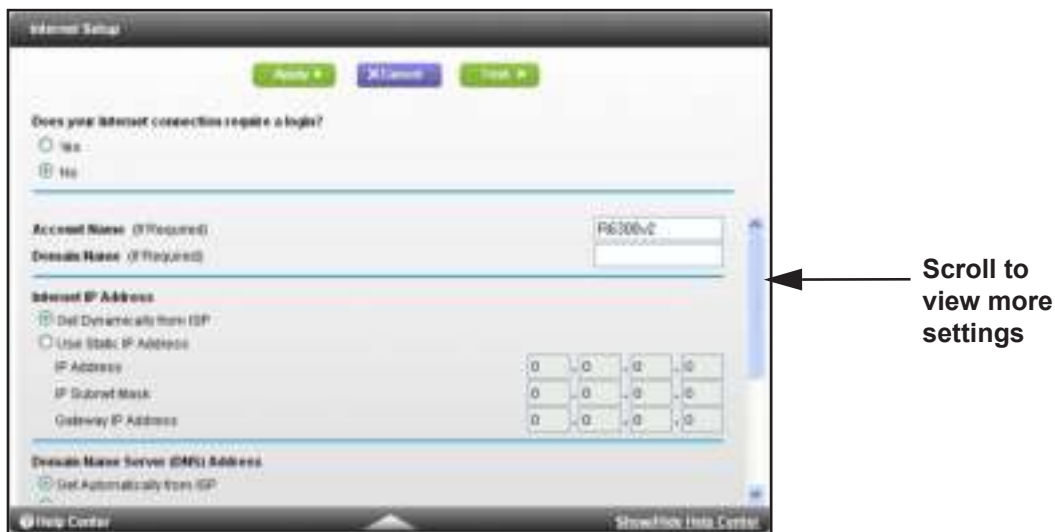 Internet Setup
Apply
Cancel
Test
Does your Internet connection require a login?
Yes
No
Account Name (If Required)
R6300v2
Domain Name (If Required)
Internet IP Address
Get Dynamically from ISP
Use Static IP Address
IP Address 0 . 0 . 0 . 0
IP Subnet Mask 0 . 0 . 0 . 0
Gateway IP Address 0 . 0 . 0 . 0
Domain Name Server (DNS) Address
Get Automatically from ISP
Help Center
Show/Hide Help Center
Scroll to
view more
settings